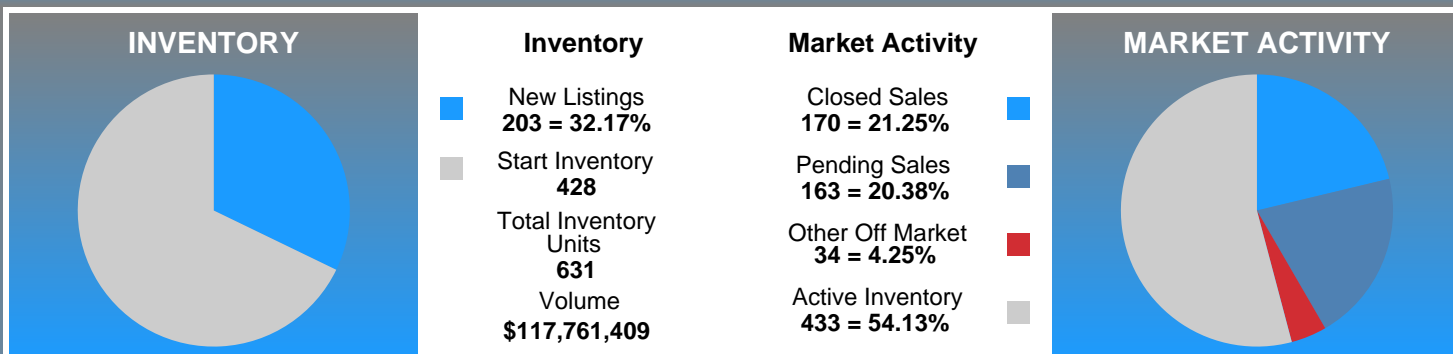 INVENTORY
Inventory
New Listings
203 = 32.17%
Start Inventory
428
Total Inventory
Units
631
Volume
$117,761,409
Market Activity
Closed Sales
170 = 21.25%
Pending Sales
163 = 20.38%
Other Off Market
34 = 4.25%
Active Inventory
433 = 54.13%
MARKET ACTIVITY